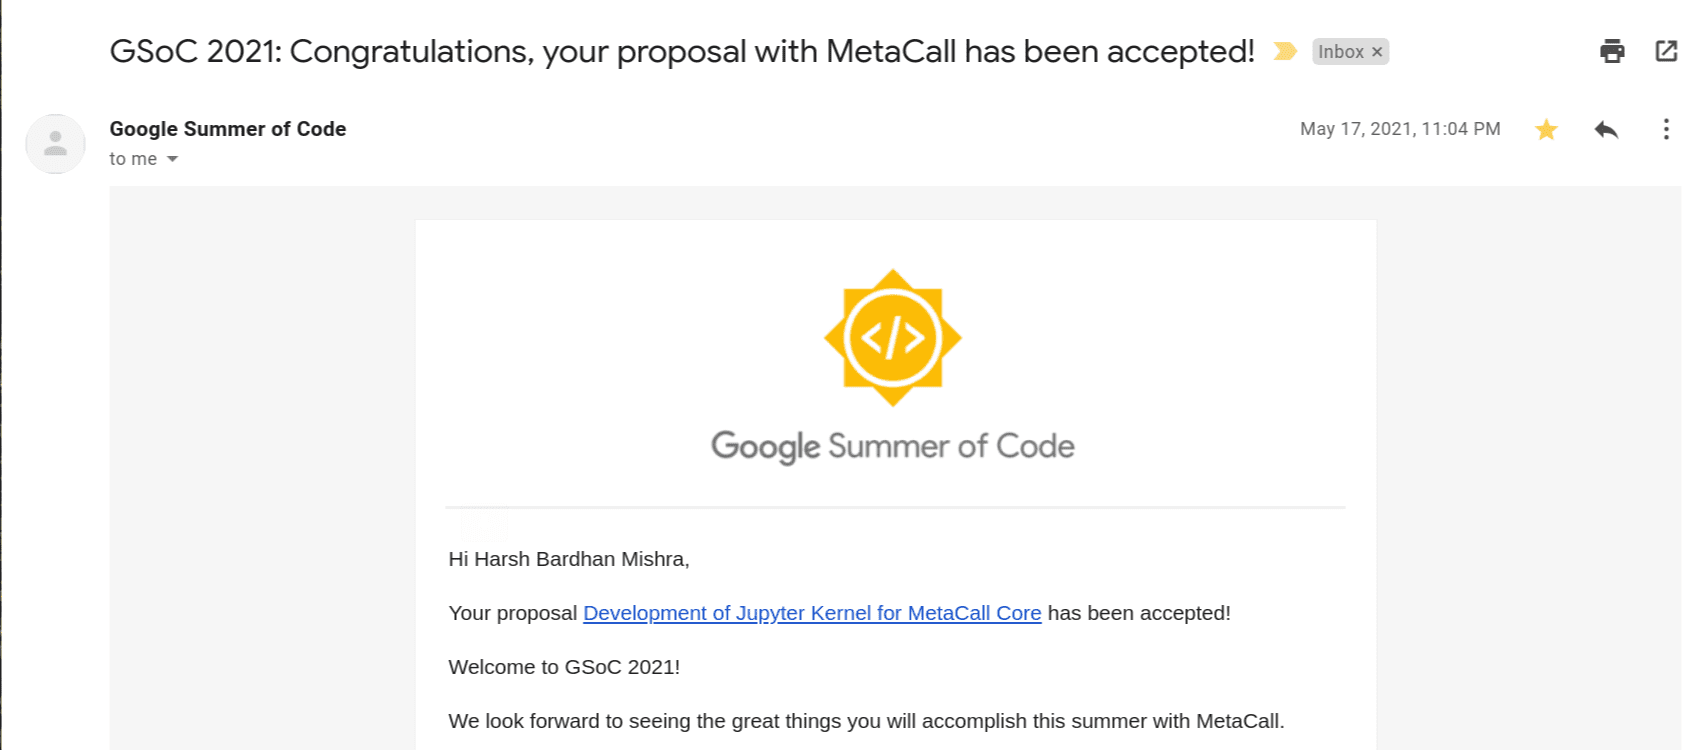 GSoC 2021: Congratulations, your proposal with MetaCall has been accepted! Inbox ×
Google Summer of Code May 17, 2021, 11:04 PM
to me
</>
Google Summer of Code
Hi Harsh Bardhan Mishra,
Your proposal Development of Jupyter Kernel for MetaCall Core has been accepted!
Welcome to GSoC 2021!
We look forward to seeing the great things you will accomplish this summer with MetaCall.